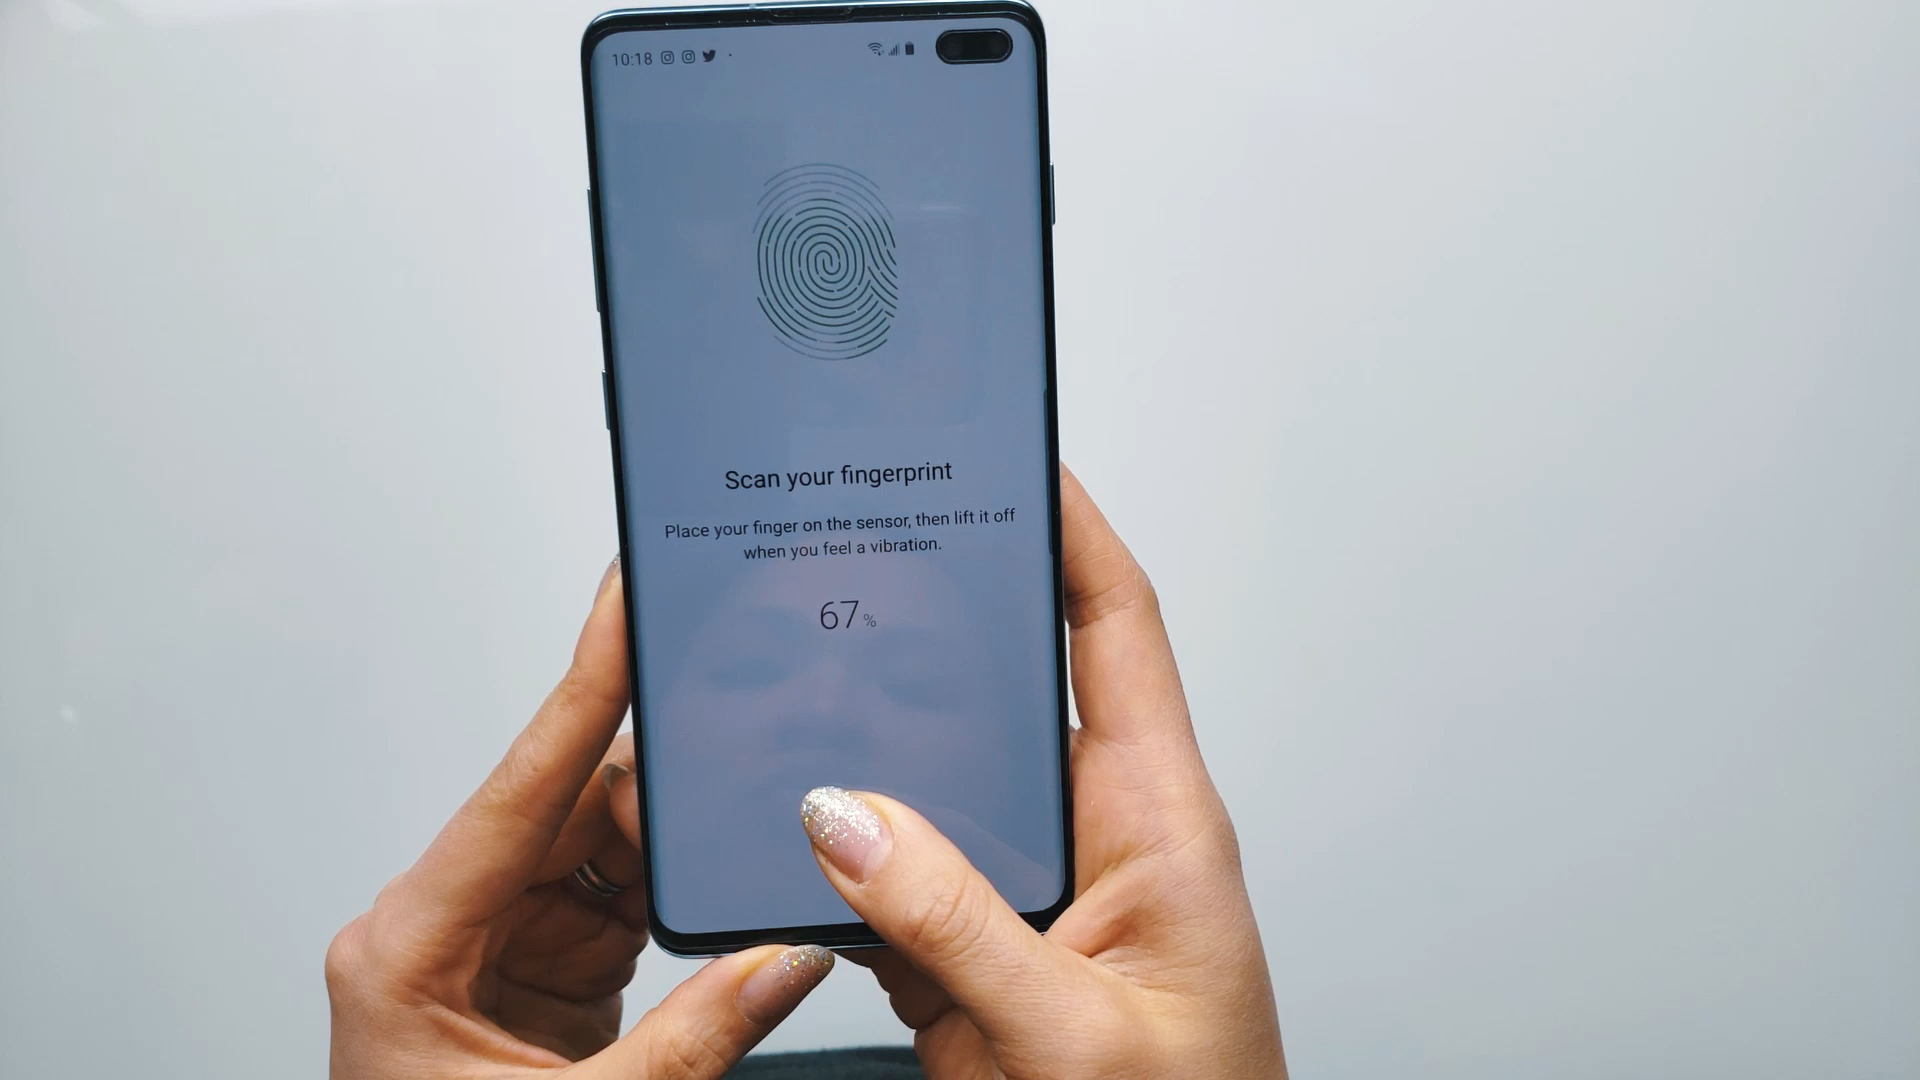 10:18
Scan your fingerprint
Place your finger on the sensor, then lift it off
when you feel a vibration.
67%